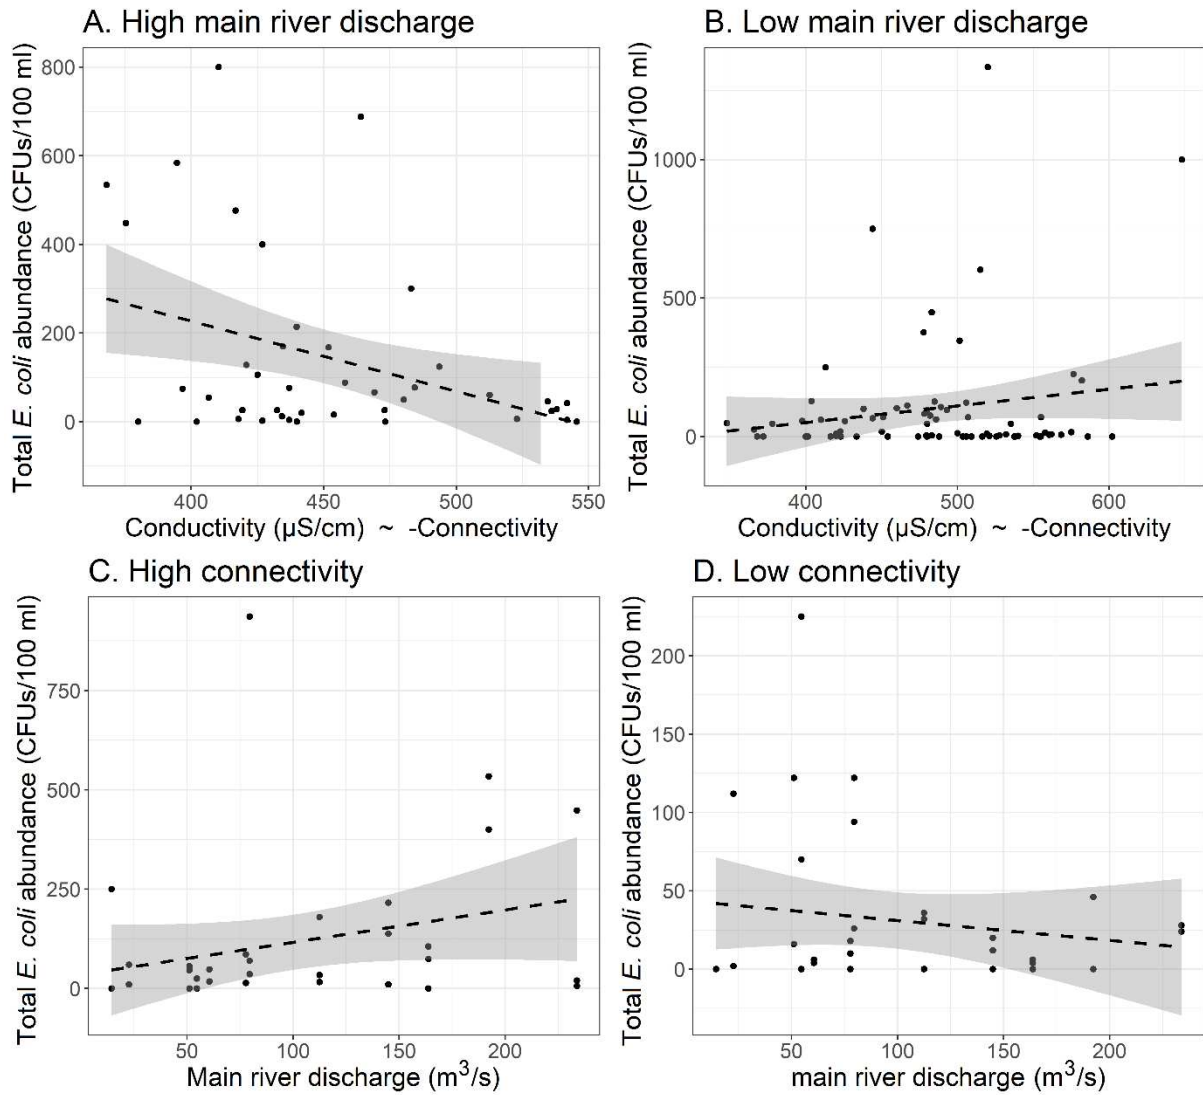 A. High main river discharge
Total E. coli abundance (CFUs/100 ml)
800
600
400
200
0
400
450
500
550
Conductivity (µS/cm) ~ -Connectivity
B. Low main river discharge
Total E. coli abundance (CFUs/100 ml)
1000
500
0
400
500
600
Conductivity (µS/cm) ~ -Connectivity
C. High connectivity
Total E. coli abundance (CFUs/100 ml)
750
500
250
0
50
100
150
200
Main river discharge (m³/s)
D. Low connectivity
Total E. coli abundance (CFUs/100 ml)
200
150
100
50
0
50
100
150
200
main river discharge (m³/s)